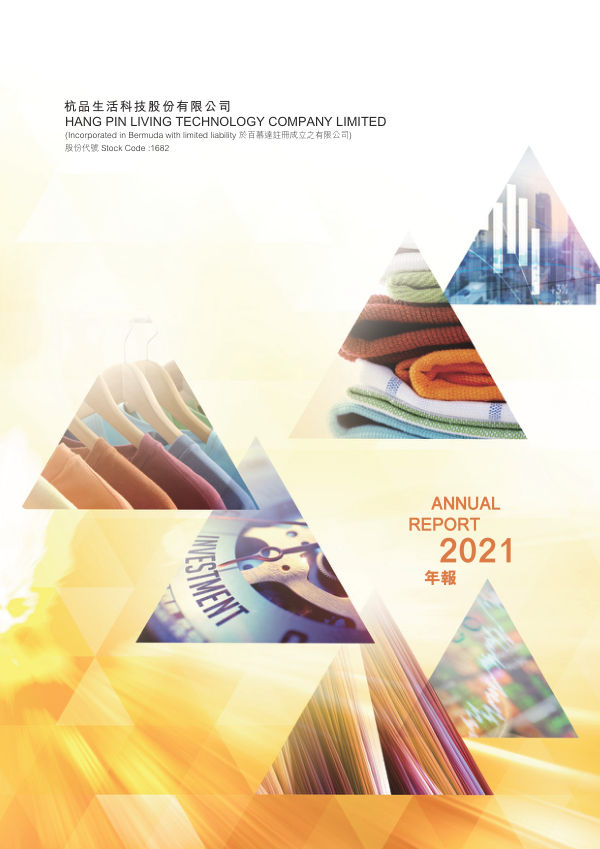 杭品生活科技股份有限公司
HANG PIN LIVING TECHNOLOGY COMPANY LIMITED
(Incorporated in Bermuda with limited liability 於百慕達註冊成立之有限公司)
股份代號 Stock Code :1682
+3%
INVESTMENT
ANNUAL
REPORT
2021
年報